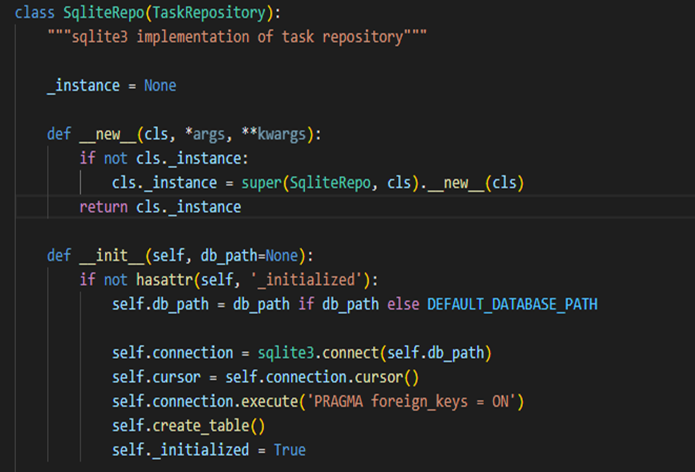 class SqliteRepo(TaskRepository):
    """sqlite3 implementation of task repository"""
    _instance = None
    def __new__(cls, *args, **kwargs):
        if not cls._instance:
            cls._instance = super(SqliteRepo, cls).__new__(cls)
        return cls._instance
    def __init__(self, db_path=None):
        if not hasattr(self, '_initialized'):
            self.db_path = db_path if db_path else DEFAULT_DATABASE_PATH
            self.connection = sqlite3.connect(self.db_path)
            self.cursor = self.connection.cursor()
            self.connection.execute('PRAGMA foreign_keys = ON')
            self.create_table()
            self._initialized = True